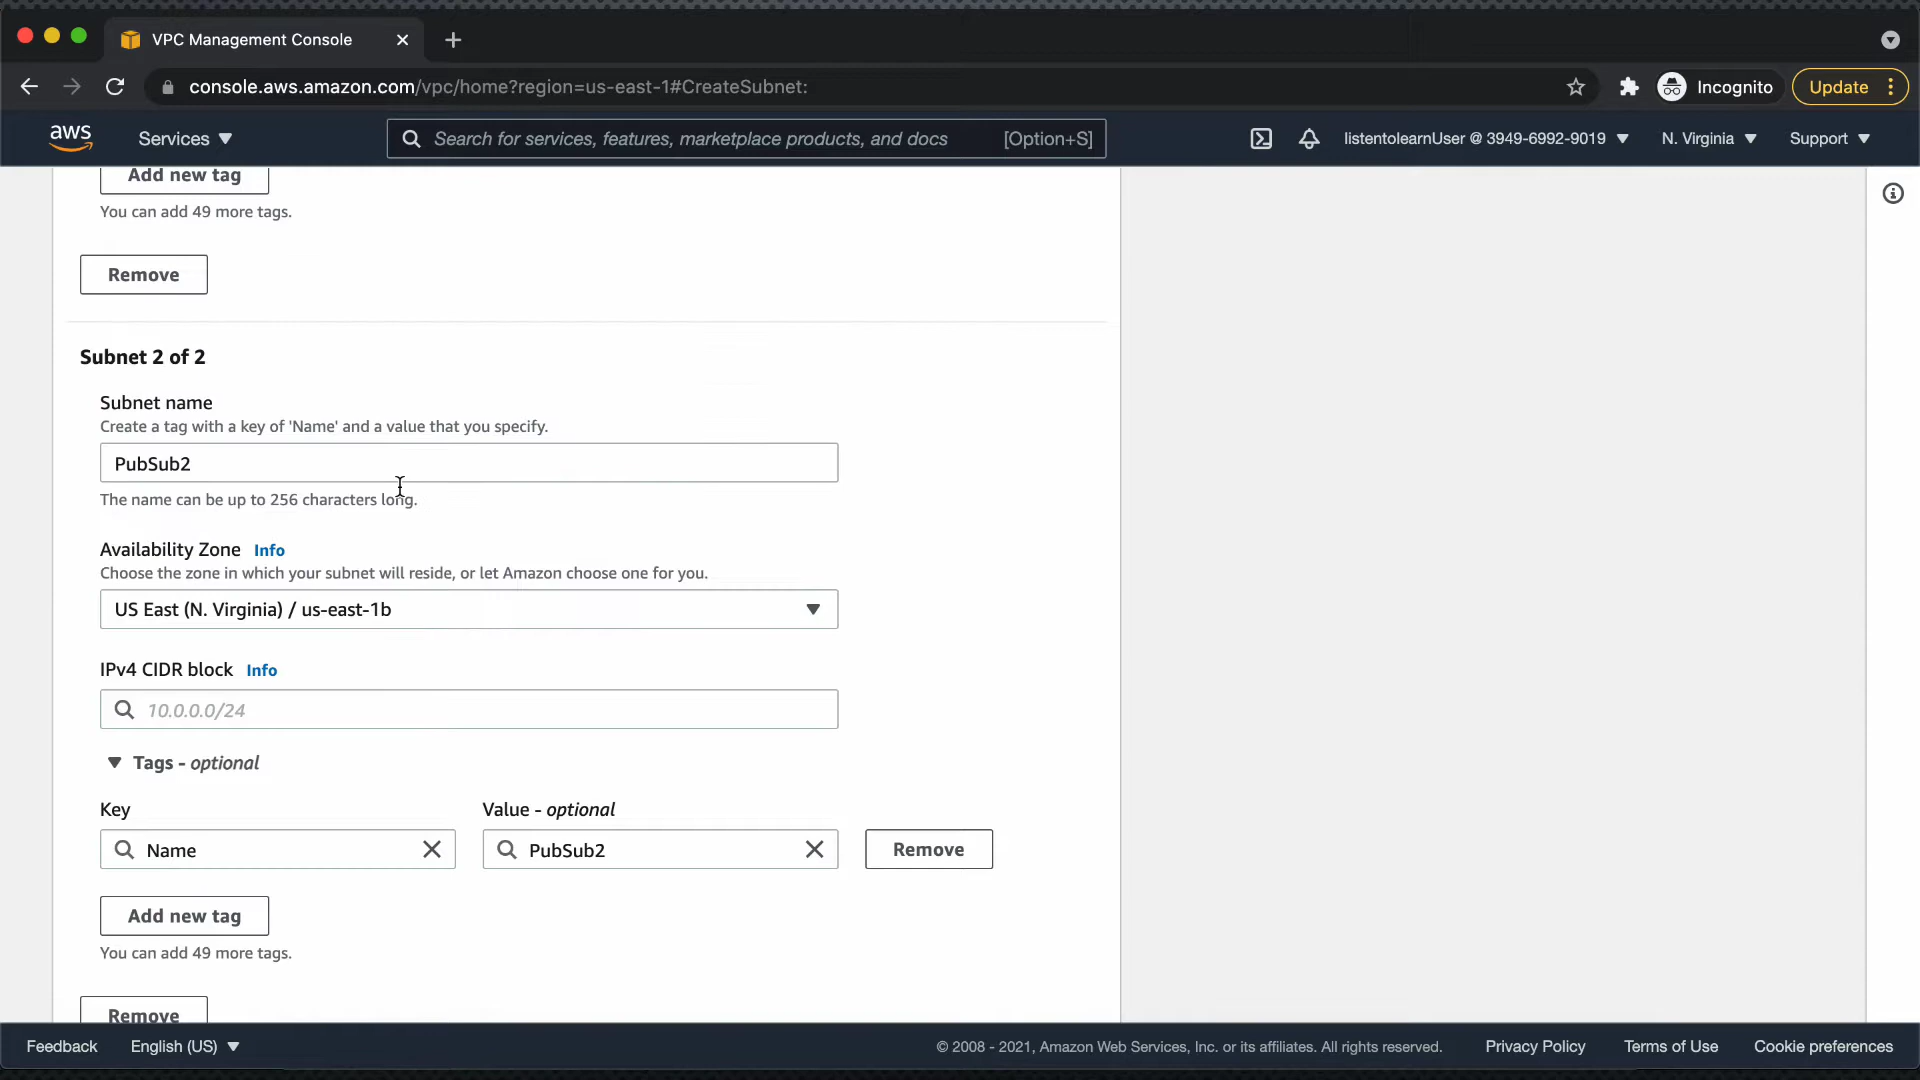 VPC Management Console
console.aws.amazon.com/vpc/home?region=us-east-1#CreateSubnet:
Incognito
Update
aws
Services
Search for services, features, marketplace products, and docs
[Option+S]
listentolearnUser @ 3949-6992-9019
N. Virginia
Support
Add new tag
You can add 49 more tags.
Remove
Subnet 2 of 2
Subnet name
Create a tag with a key of 'Name' and a value that you specify.
PubSub2
The name can be up to 256 characters long.
Availability Zone Info
Choose the zone in which your subnet will reside, or let Amazon choose one for you.
US East (N. Virginia) / us-east-1b
IPv4 CIDR block Info
10.0.0.0/24
Tags - optional
Key
Value - optional
Name
PubSub2
Remove
Add new tag
You can add 49 more tags.
Remove
Feedback
English (US)
© 2008 - 2021, Amazon Web Services, Inc. or its affiliates. All rights reserved.
Privacy Policy
Terms of Use
Cookie preferences